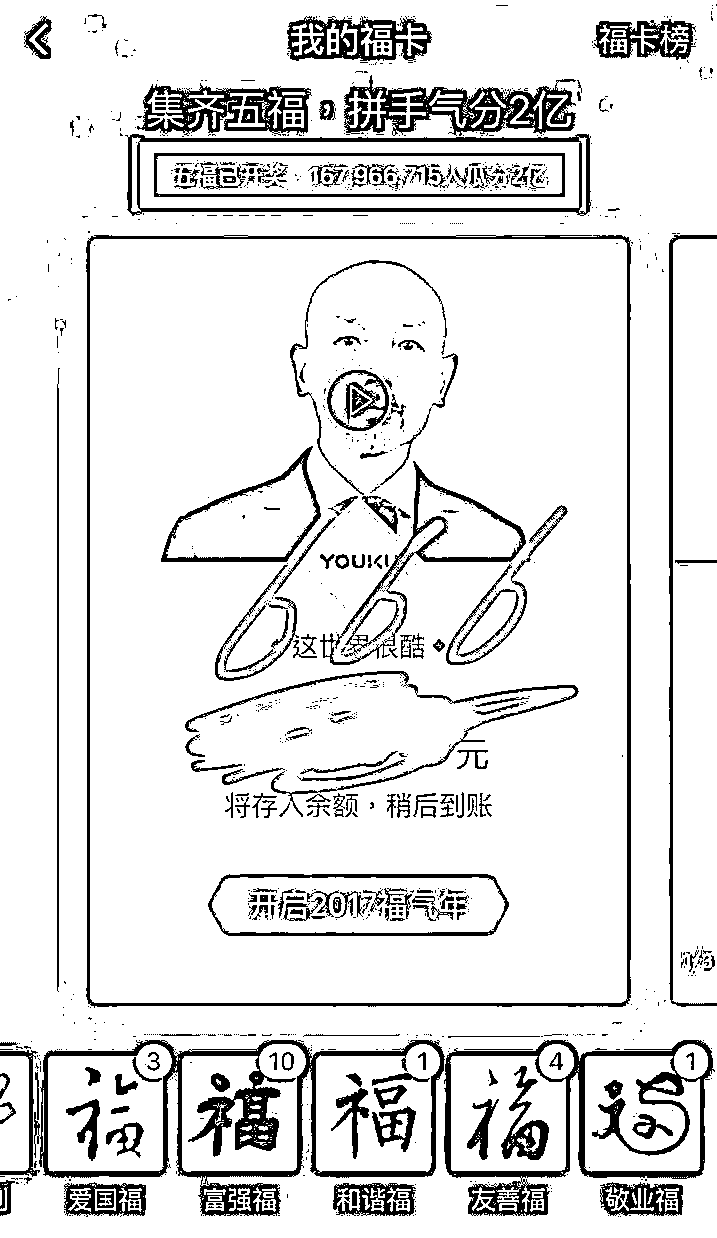 我的福卡
福卡榜
集齐五福，拼手气分2亿
五福已开奖 167,966,715人瓜分2亿
YOUKU
这世界很酷。
666
元
将存入余额，稍后到账
开启2017福气年
1/3
3
10
1
4
1
福
福
福
福
爱国福
富强福
和谐福
友善福
敬业福